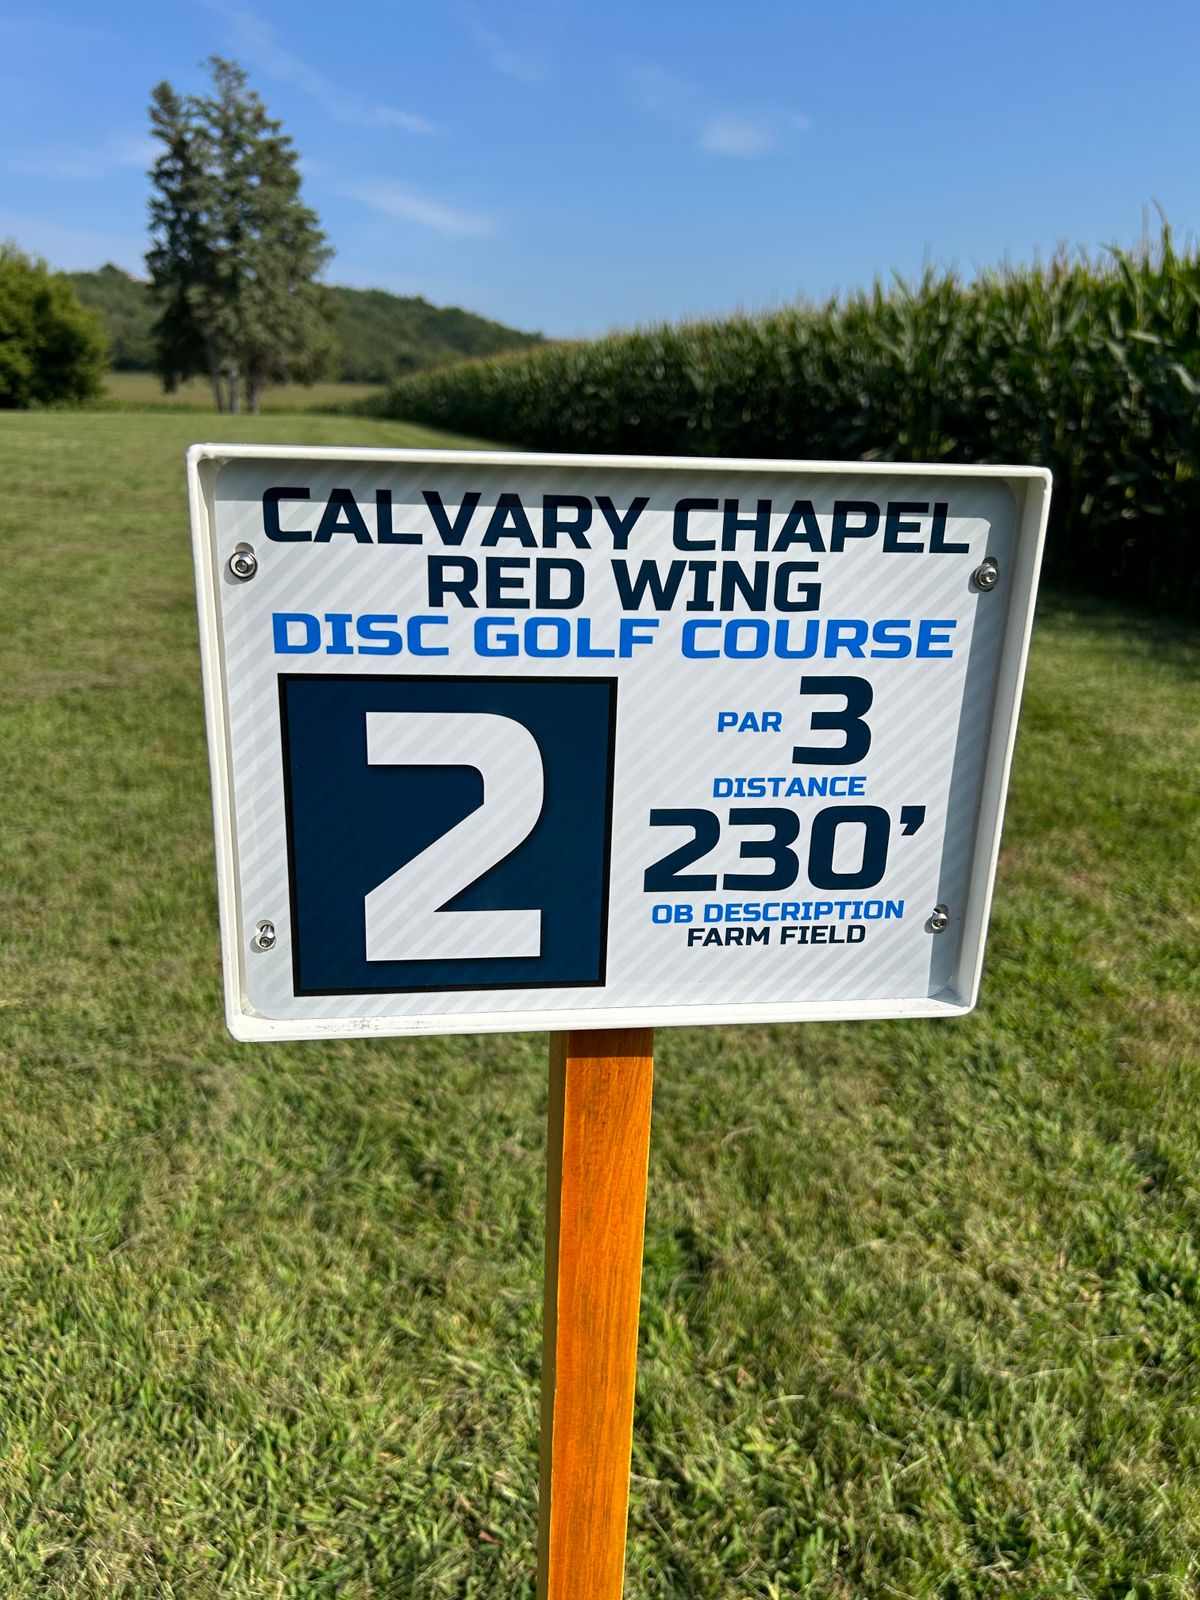 CALVARY CHAPEL
RED WING
DISC GOLF COURSE
2
PAR 3
DISTANCE
230’
OB DESCRIPTION
FARM FIELD